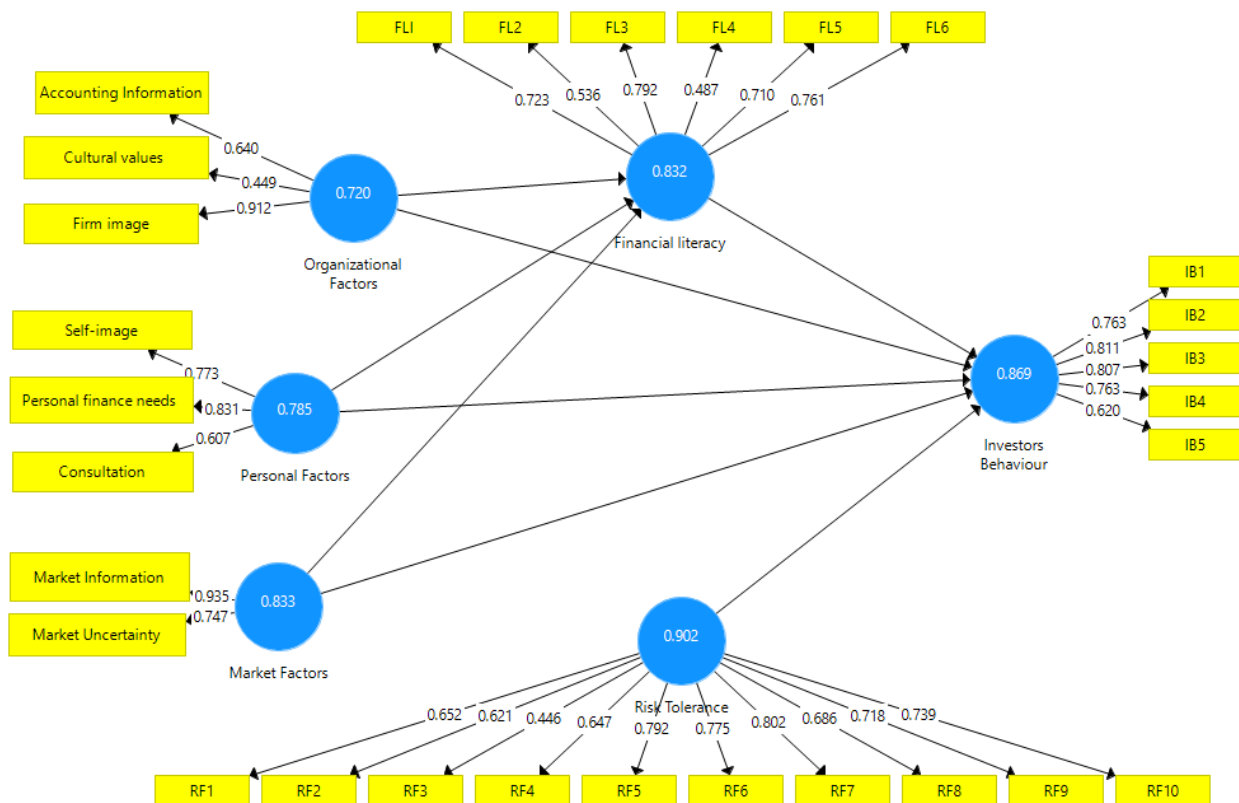 FLI
FL2
FL3
FL4
FL5
FL6
0.723
0.536
0.792
0.487
0.710
0.761
0.832
Financial literacy
Accounting Information
Cultural values
Firm image
0.640
0.449
0.912
0.720
Organizational
Factors
Self-image
Personal finance needs
Consultation
0.773
0.831
0.607
0.785
Personal Factors
Market Information
Market Uncertainty
0.935
0.747
0.833
Market Factors
IB1
IB2
IB3
IB4
IB5
0.763
0.811
0.807
0.763
0.620
0.869
Investors
Behaviour
0.902
Risk Tolerance
0.652
0.621
0.446
0.647
0.792
0.775
0.802
0.686
0.718
0.739
RF1
RF2
RF3
RF4
RF5
RF6
RF7
RF8
RF9
RF10